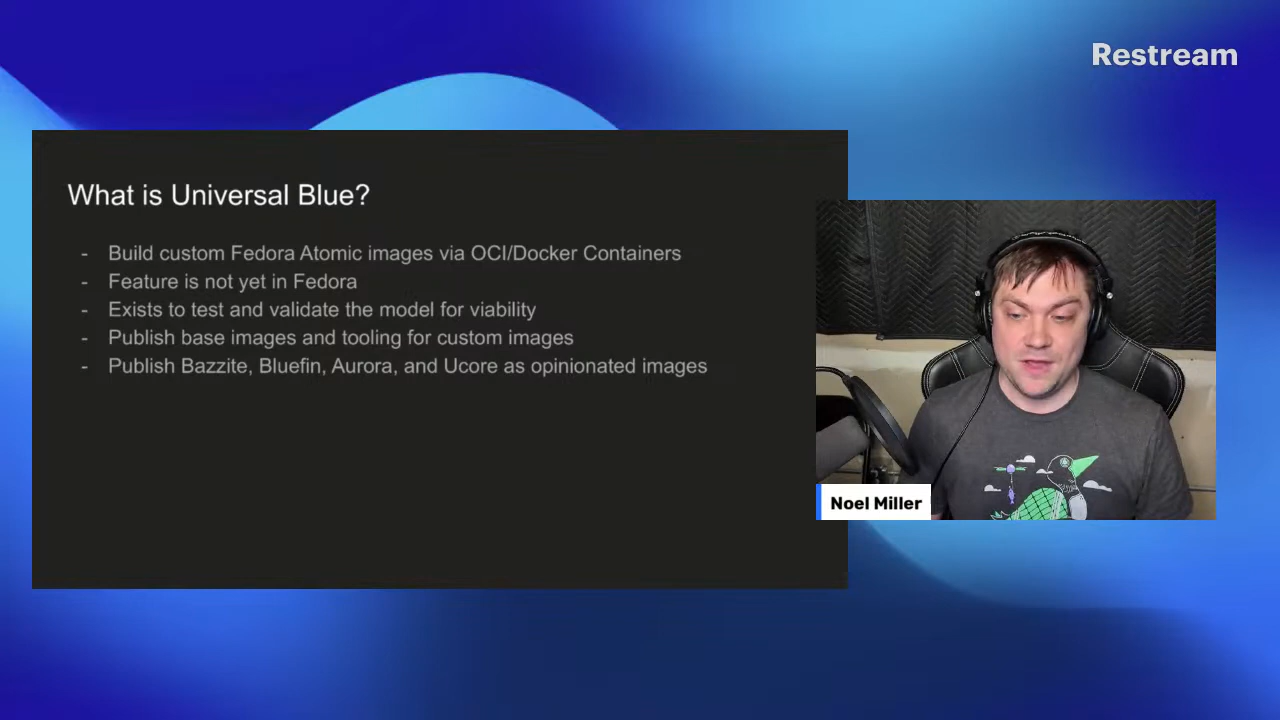 Restream
What is Universal Blue?
- Build custom Fedora Atomic images via OCI/Docker Containers
- Feature is not yet in Fedora
- Exists to test and validate the model for viability
- Publish base images and tooling for custom images
- Publish Bazzite, Bluefin, Aurora, and Ucore as opinionated images
Noel Miller